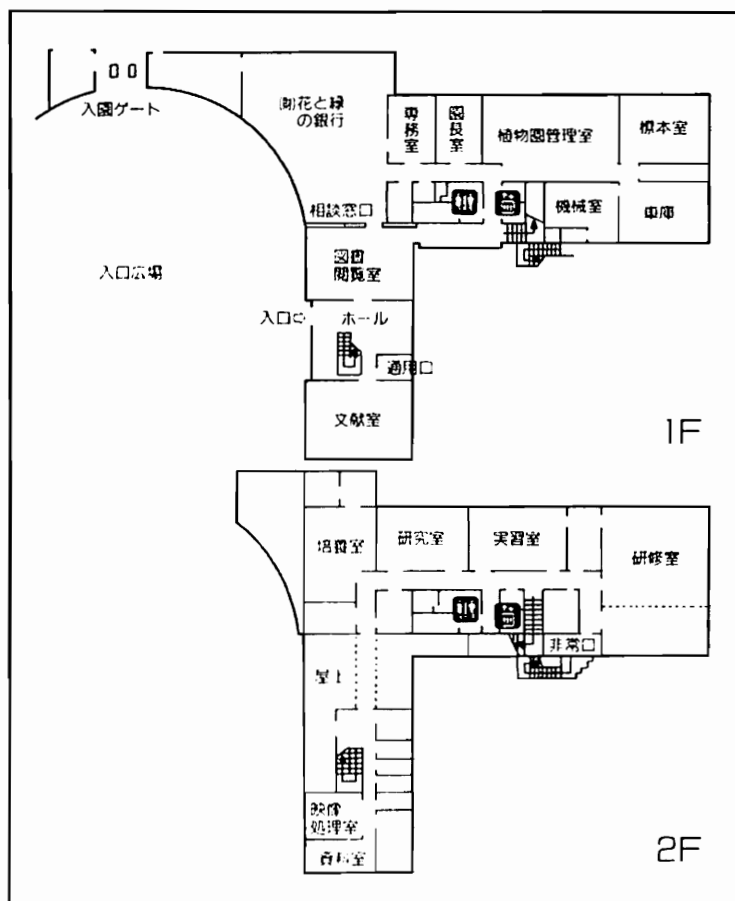 入園ゲート
(財)花と緑
の銀行
専務室
園長室
植物園管理室
標本室
相談窓口
機械室
車庫
図書
閲覧室
入口広場
入口⇨
ホール
通用口
文献室
1F
培養室
研究室
実習室
研修室
非常口
屋上
映像
処理室
資料室
2F